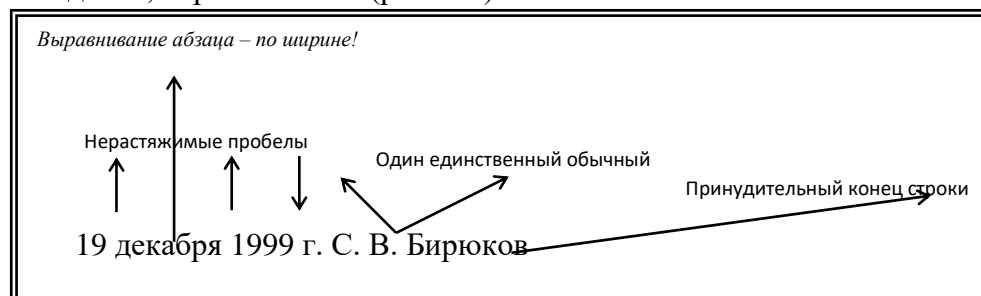 Выравнивание абзаца – по ширине!
Нерастяжимые пробелы
Один единственный обычный
Принудительный конец строки
19 декабря 1999 г. С. В. Бирюков